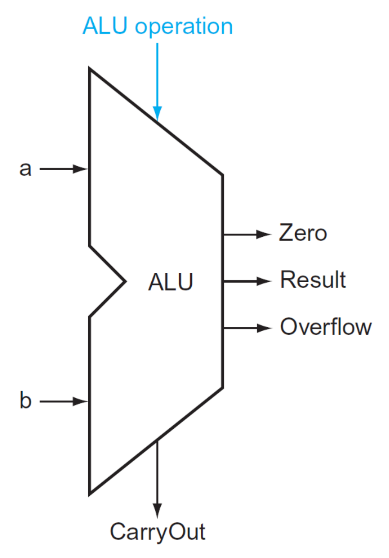 ALU operation
a
Zero
ALU
Result
Overflow
b
CarryOut